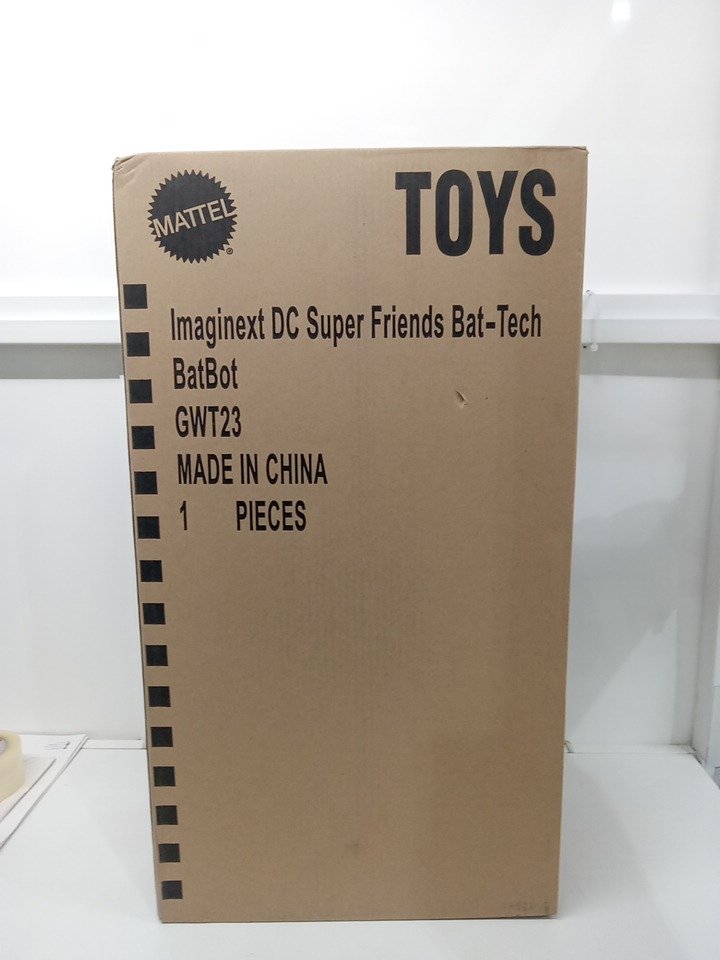 MATTEL
®
TOYS
Imaginext DC Super Friends Bat-Tech
BatBot
GWT23
MADE IN CHINA
1 PIECES